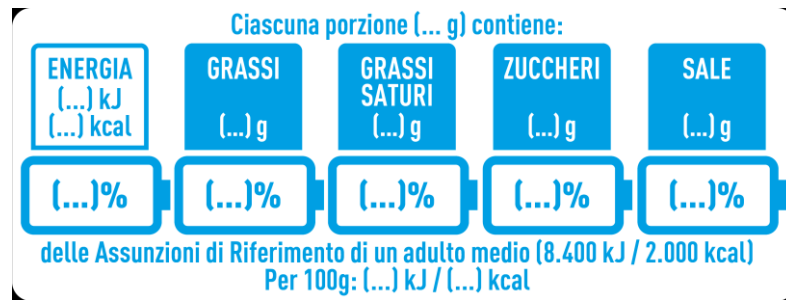 Ciascuna porzione (... g) contiene:
ENERGIA
(...) kJ
(...) kcal
GRASSI
(...) g
GRASSI
SATURI
(...) g
ZUCCHERI
(...) g
SALE
(...) g
(...)%
(...)%
(...)%
(...)%
(...)%
delle Assunzioni di Riferimento di un adulto medio (8.400 kJ / 2.000 kcal)
Per 100g: (...) kJ / (...) kcal